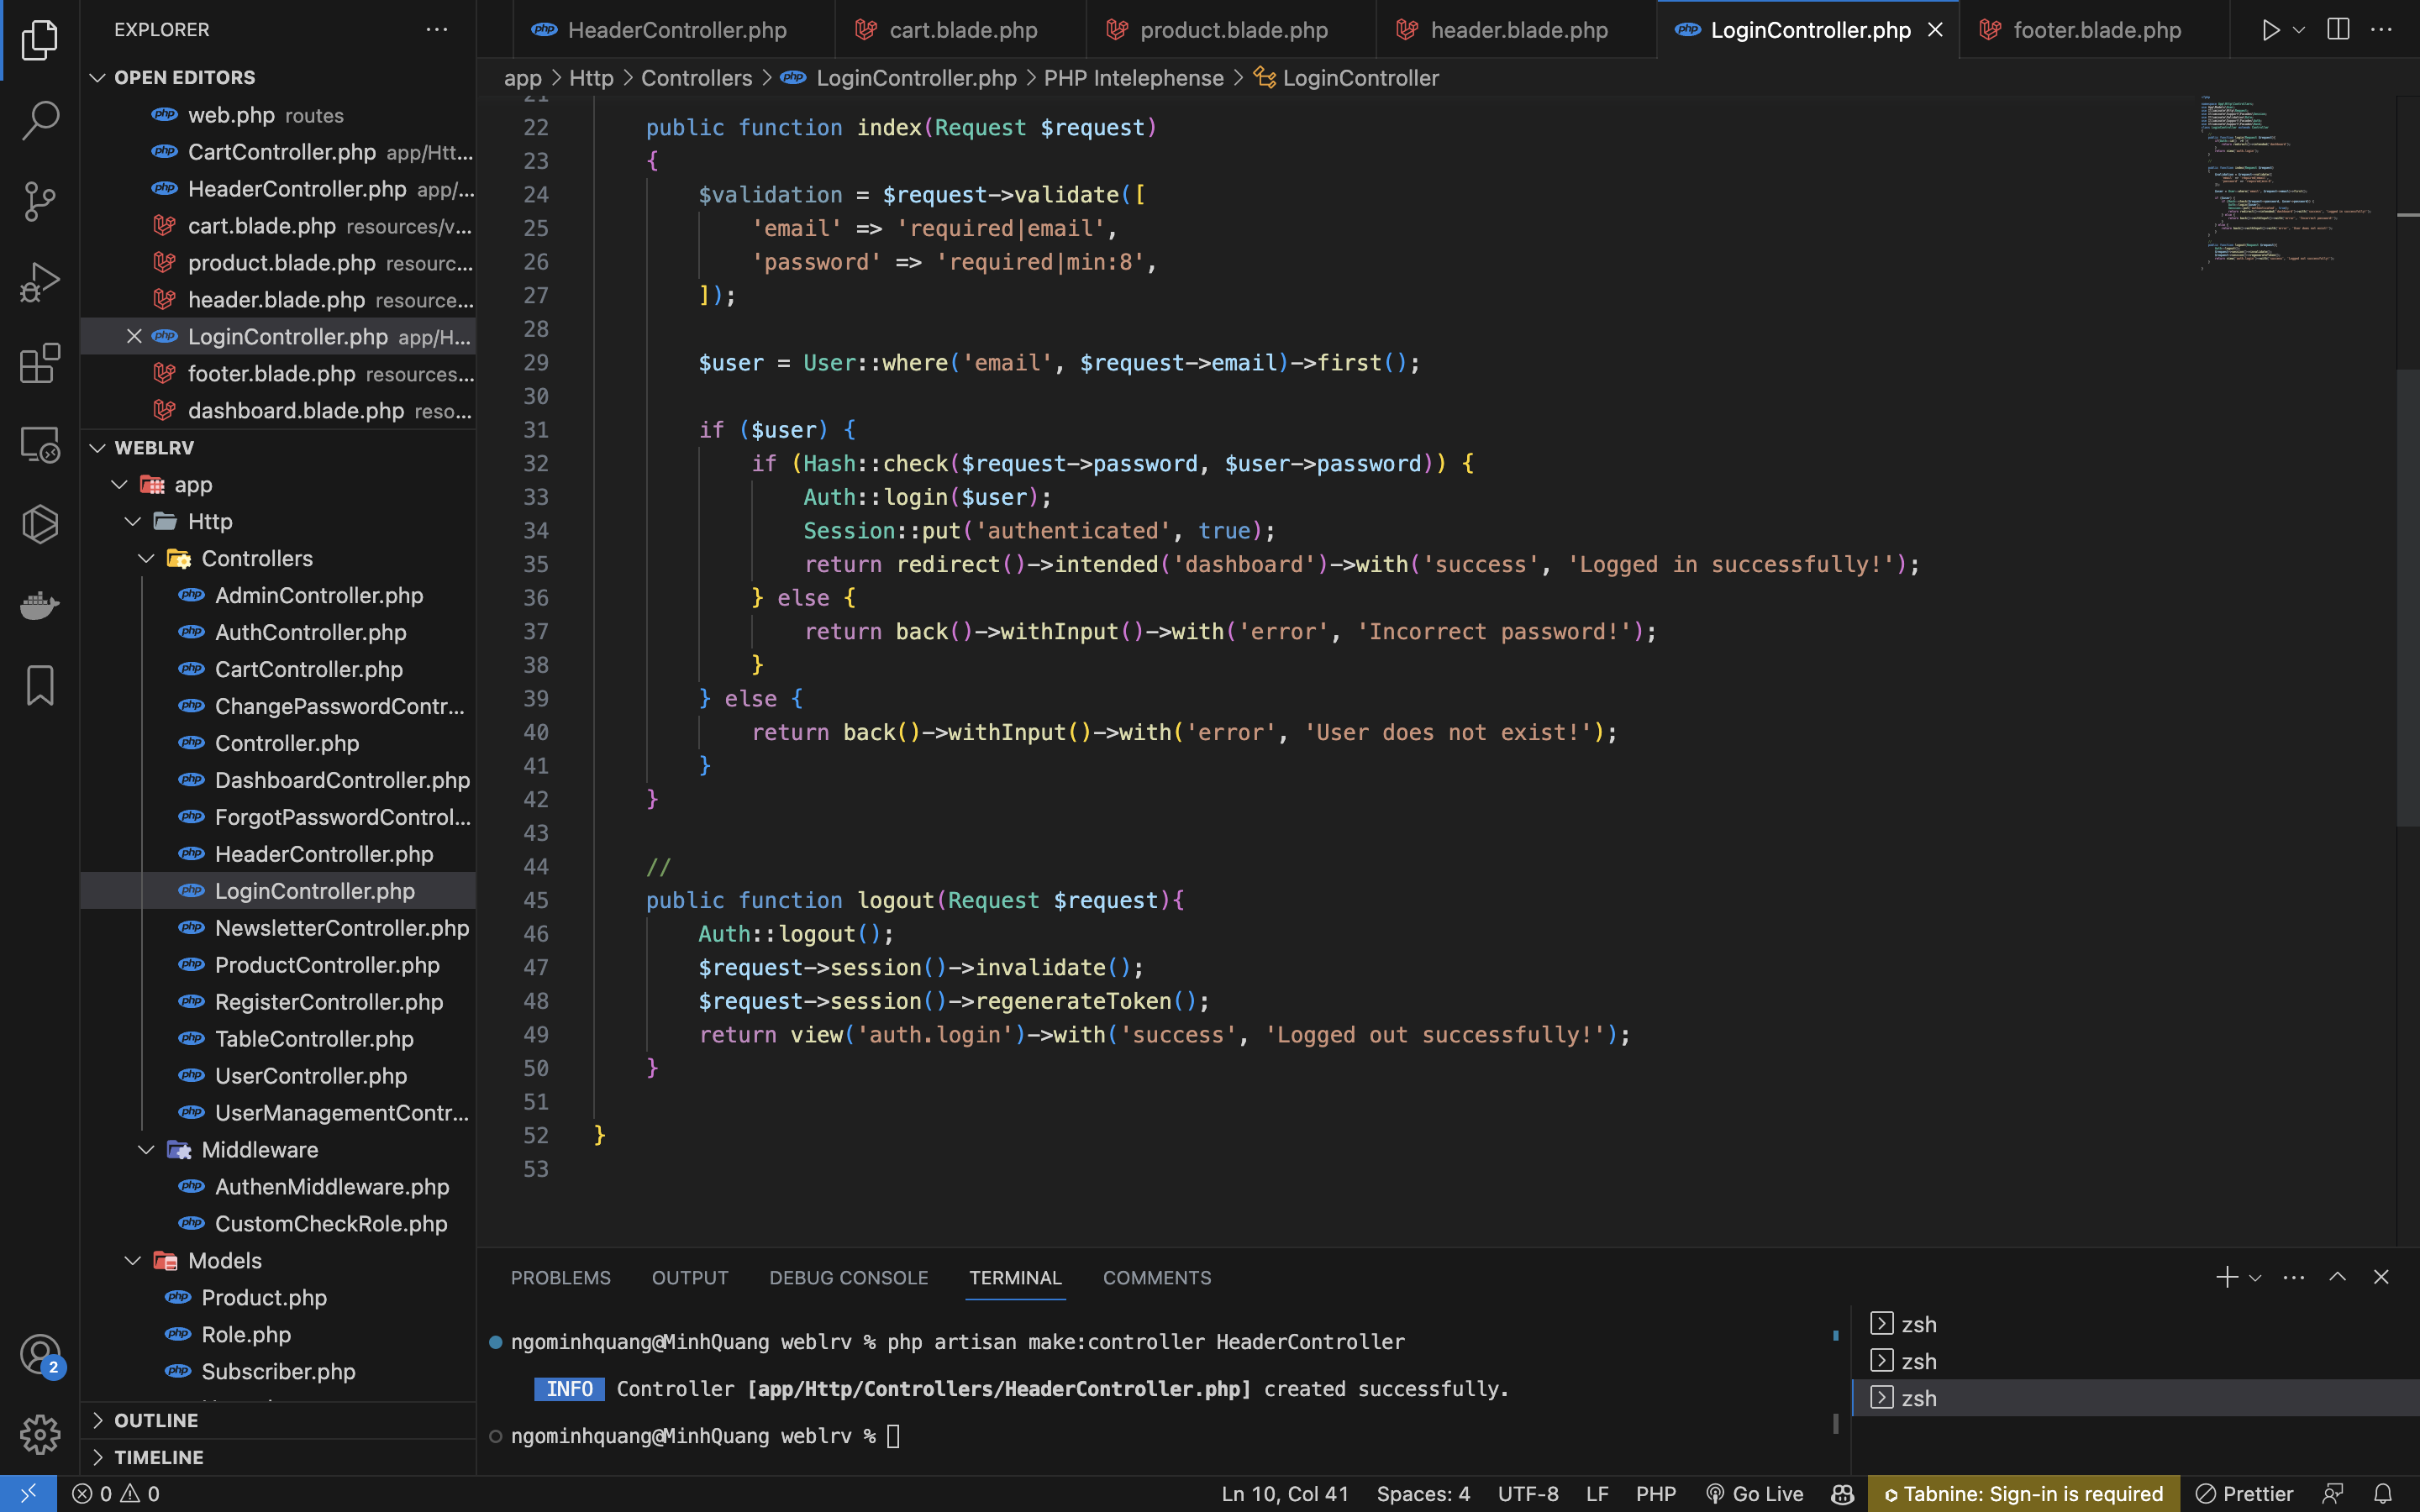 EXPLORER
OPEN EDITORS
web.php routes
CartController.php app/Htt...
HeaderController.php app/...
cart.blade.php resources/v...
product.blade.php resourc...
header.blade.php resource...
LoginController.php app/H...
footer.blade.php resources...
dashboard.blade.php reso...
WEBLRV
app
Http
Controllers
AdminController.php
AuthController.php
CartController.php
ChangePasswordContr...
Controller.php
DashboardController.php
ForgotPasswordControl...
HeaderController.php
LoginController.php
NewsletterController.php
ProductController.php
RegisterController.php
TableController.php
UserController.php
UserManagementContr...
Middleware
AuthenMiddleware.php
CustomCheckRole.php
Models
Product.php
Role.php
Subscriber.php
OUTLINE
TIMELINE
2
HeaderController.php cart.blade.php product.blade.php header.blade.php LoginController.php footer.blade.php
app > Http > Controllers > LoginController.php > PHP Intelephense > LoginController
21
22 public function index(Request $request)
23 {
24 $validation = $request->validate([
25 'email' => 'required|email',
26 'password' => 'required|min:8',
27 ]);
28
29 $user = User::where('email', $request->email)->first();
30
31 if ($user) {
32 if (Hash::check($request->password, $user->password)) {
33 Auth::login($user);
34 Session::put('authenticated', true);
35 return redirect()->intended('dashboard')->with('success', 'Logged in successfully!');
36 } else {
37 return back()->withInput()->with('error', 'Incorrect password!');
38 }
39 } else {
40 return back()->withInput()->with('error', 'User does not exist!');
41 }
42 }
43
44 //
45 public function logout(Request $request){
46 Auth::logout();
47 $request->session()->invalidate();
48 $request->session()->regenerateToken();
49 return view('auth.login')->with('success', 'Logged out successfully!');
50 }
51
52 }
53
PROBLEMS OUTPUT DEBUG CONSOLE TERMINAL COMMENTS
ngominhquang@MinhQuang weblrv % php artisan make:controller HeaderController
INFO Controller [app/Http/Controllers/HeaderController.php] created successfully.
ngominhquang@MinhQuang weblrv %
zsh
zsh
zsh
0 0 Ln 10, Col 41 Spaces: 4 UTF-8 LF PHP Go Live Tabnine: Sign-in is required Prettier